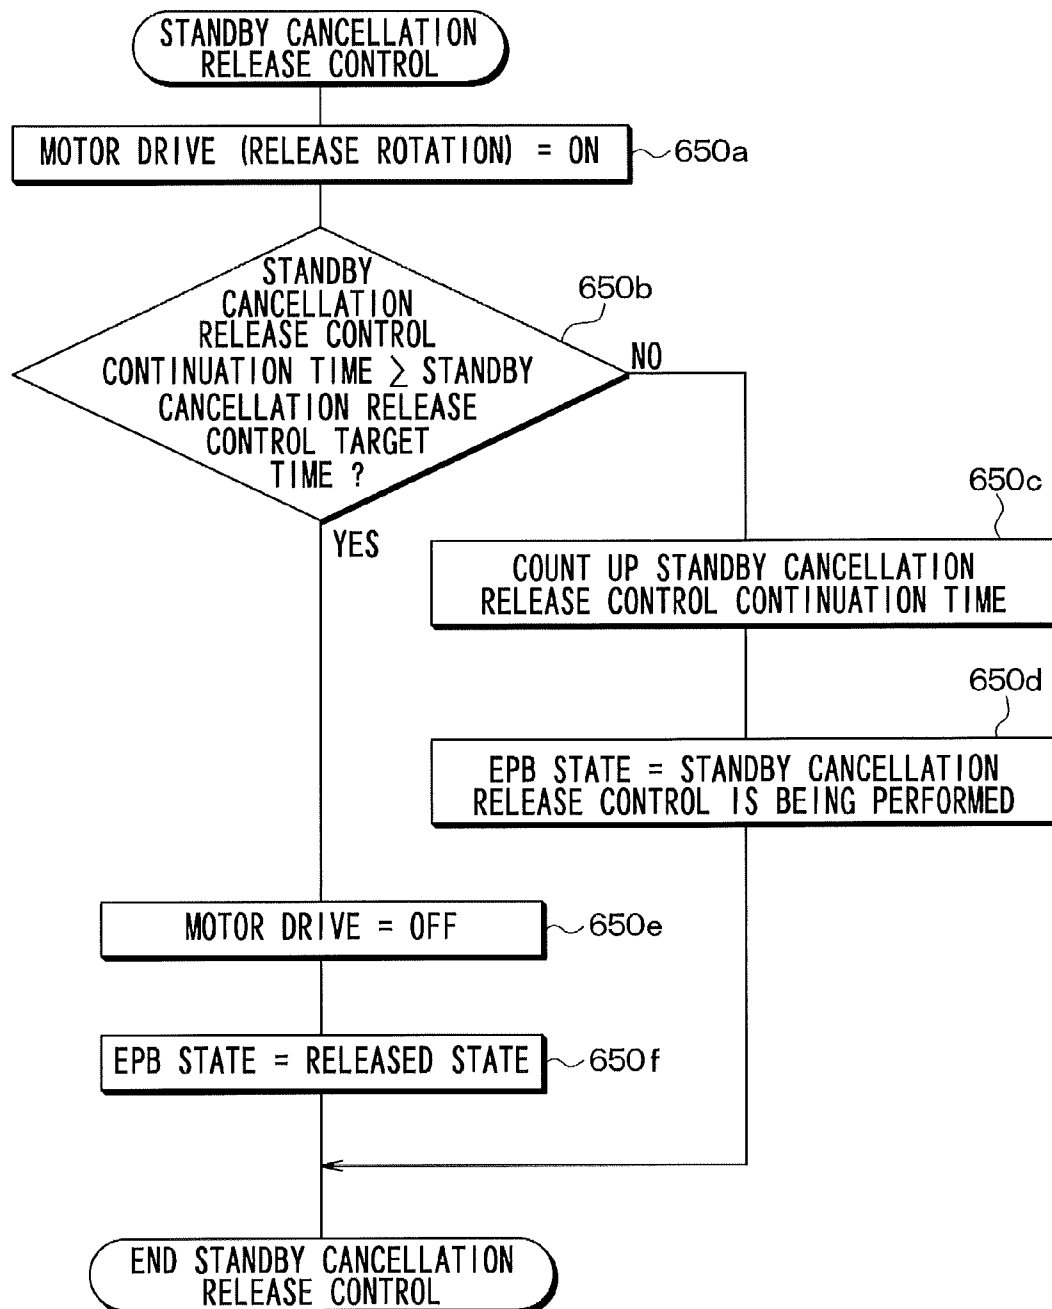 STANDBY CANCELLATION
RELEASE CONTROL
MOTOR DRIVE (RELEASE ROTATION) = ON
650a
STANDBY
CANCELLATION
RELEASE CONTROL
CONTINUATION TIME ≥ STANDBY
CANCELLATION RELEASE
CONTROL TARGET
TIME ?
650b
NO
YES
650c
COUNT UP STANDBY CANCELLATION
RELEASE CONTROL CONTINUATION TIME
650d
EPB STATE = STANDBY CANCELLATION
RELEASE CONTROL IS BEING PERFORMED
MOTOR DRIVE = OFF
650e
EPB STATE = RELEASED STATE
650f
END STANDBY CANCELLATION
RELEASE CONTROL